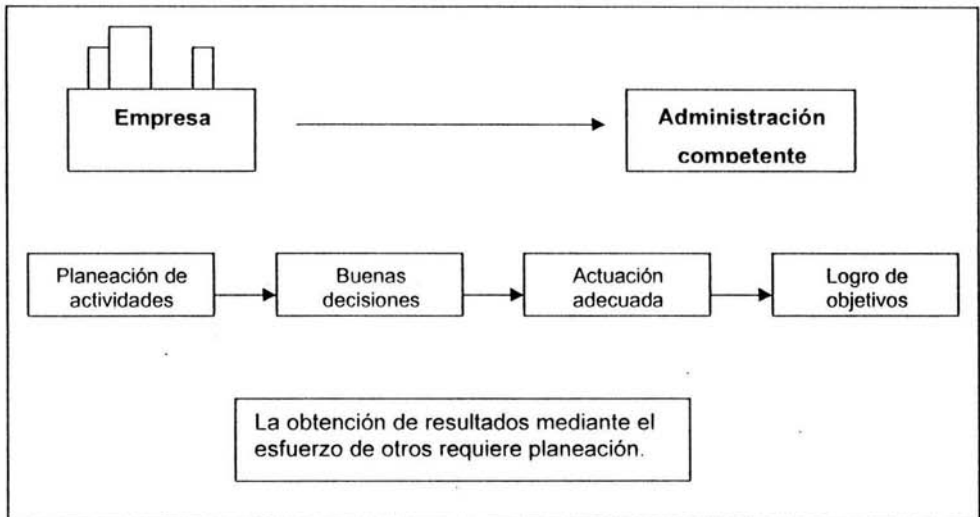 Empresa
Administración
competente
Planeación de
actividades
Buenas
decisiones
Actuación
adecuada
Logro de
objetivos
La obtención de resultados mediante el
esfuerzo de otros requiere planeación.